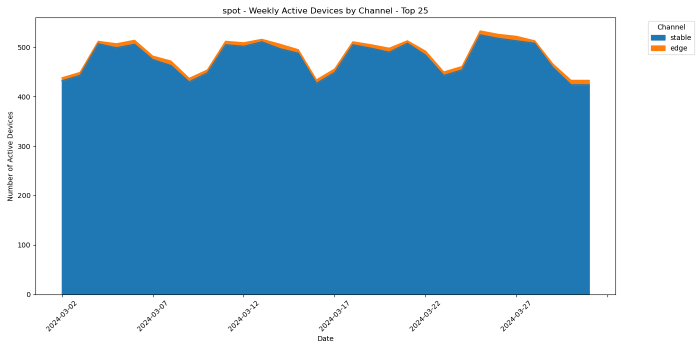 spot - Weekly Active Devices by Channel - Top 25
Channel
stable
edge
Number of Active Devices
500
400
300
200
100
0
2024-03-02
2024-03-07
2024-03-12
2024-03-17
2024-03-22
2024-03-27
Date